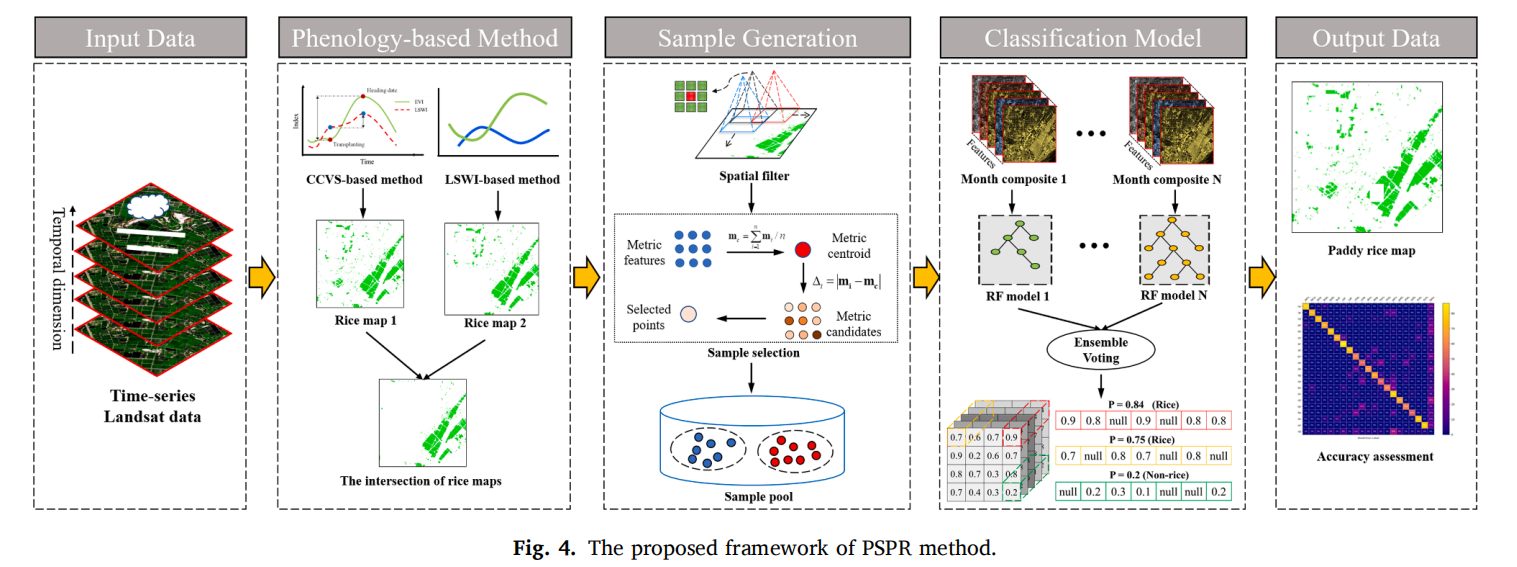 Input Data
Phenology-based Method
Sample Generation
Classification Model
Output Data
Temporal dimension
Time-series
Landsat data
Index
Heading date
EVI
LSWI
Transplanting
Time
CCVS-based method
LSWI-based method
Rice map 1
Rice map 2
The intersection of rice maps
Spatial filter
Metric
features
m_c = ∑_{i=1}^{n} m_i / n
Metric
centroid
Δ_i = |m_i − m_c|
Selected
points
Metric
candidates
Sample selection
Sample pool
Features
Features
Month composite 1
Month composite N
RF model 1
RF model N
Ensemble
Voting
0.7 0.6 0.7 0.9
0.9 0.2 0.6 0.7
0.8 0.7 0.3 0.8
0.7 0.4 0.3 0.2
P = 0.84 (Rice)
0.9 0.8 null 0.9 null 0.8 0.8
P = 0.75 (Rice)
0.7 null 0.8 0.7 null 0.8 null
P = 0.2 (Non-rice)
null 0.2 0.3 0.1 null null 0.2
Paddy rice map
Accuracy assessment
Fig. 4. The proposed framework of PSPR method.